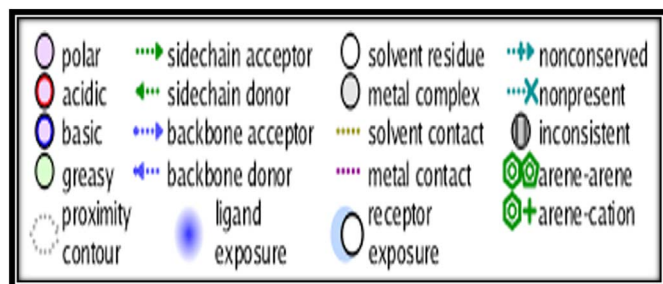 polar sidechain acceptor solvent residue nonconserved
acidic sidechain donor metal complex nonpresent
basic backbone acceptor solvent contact inconsistent
greasy backbone donor metal contact arene-arene
proximity contour ligand exposure receptor exposure arene-cation